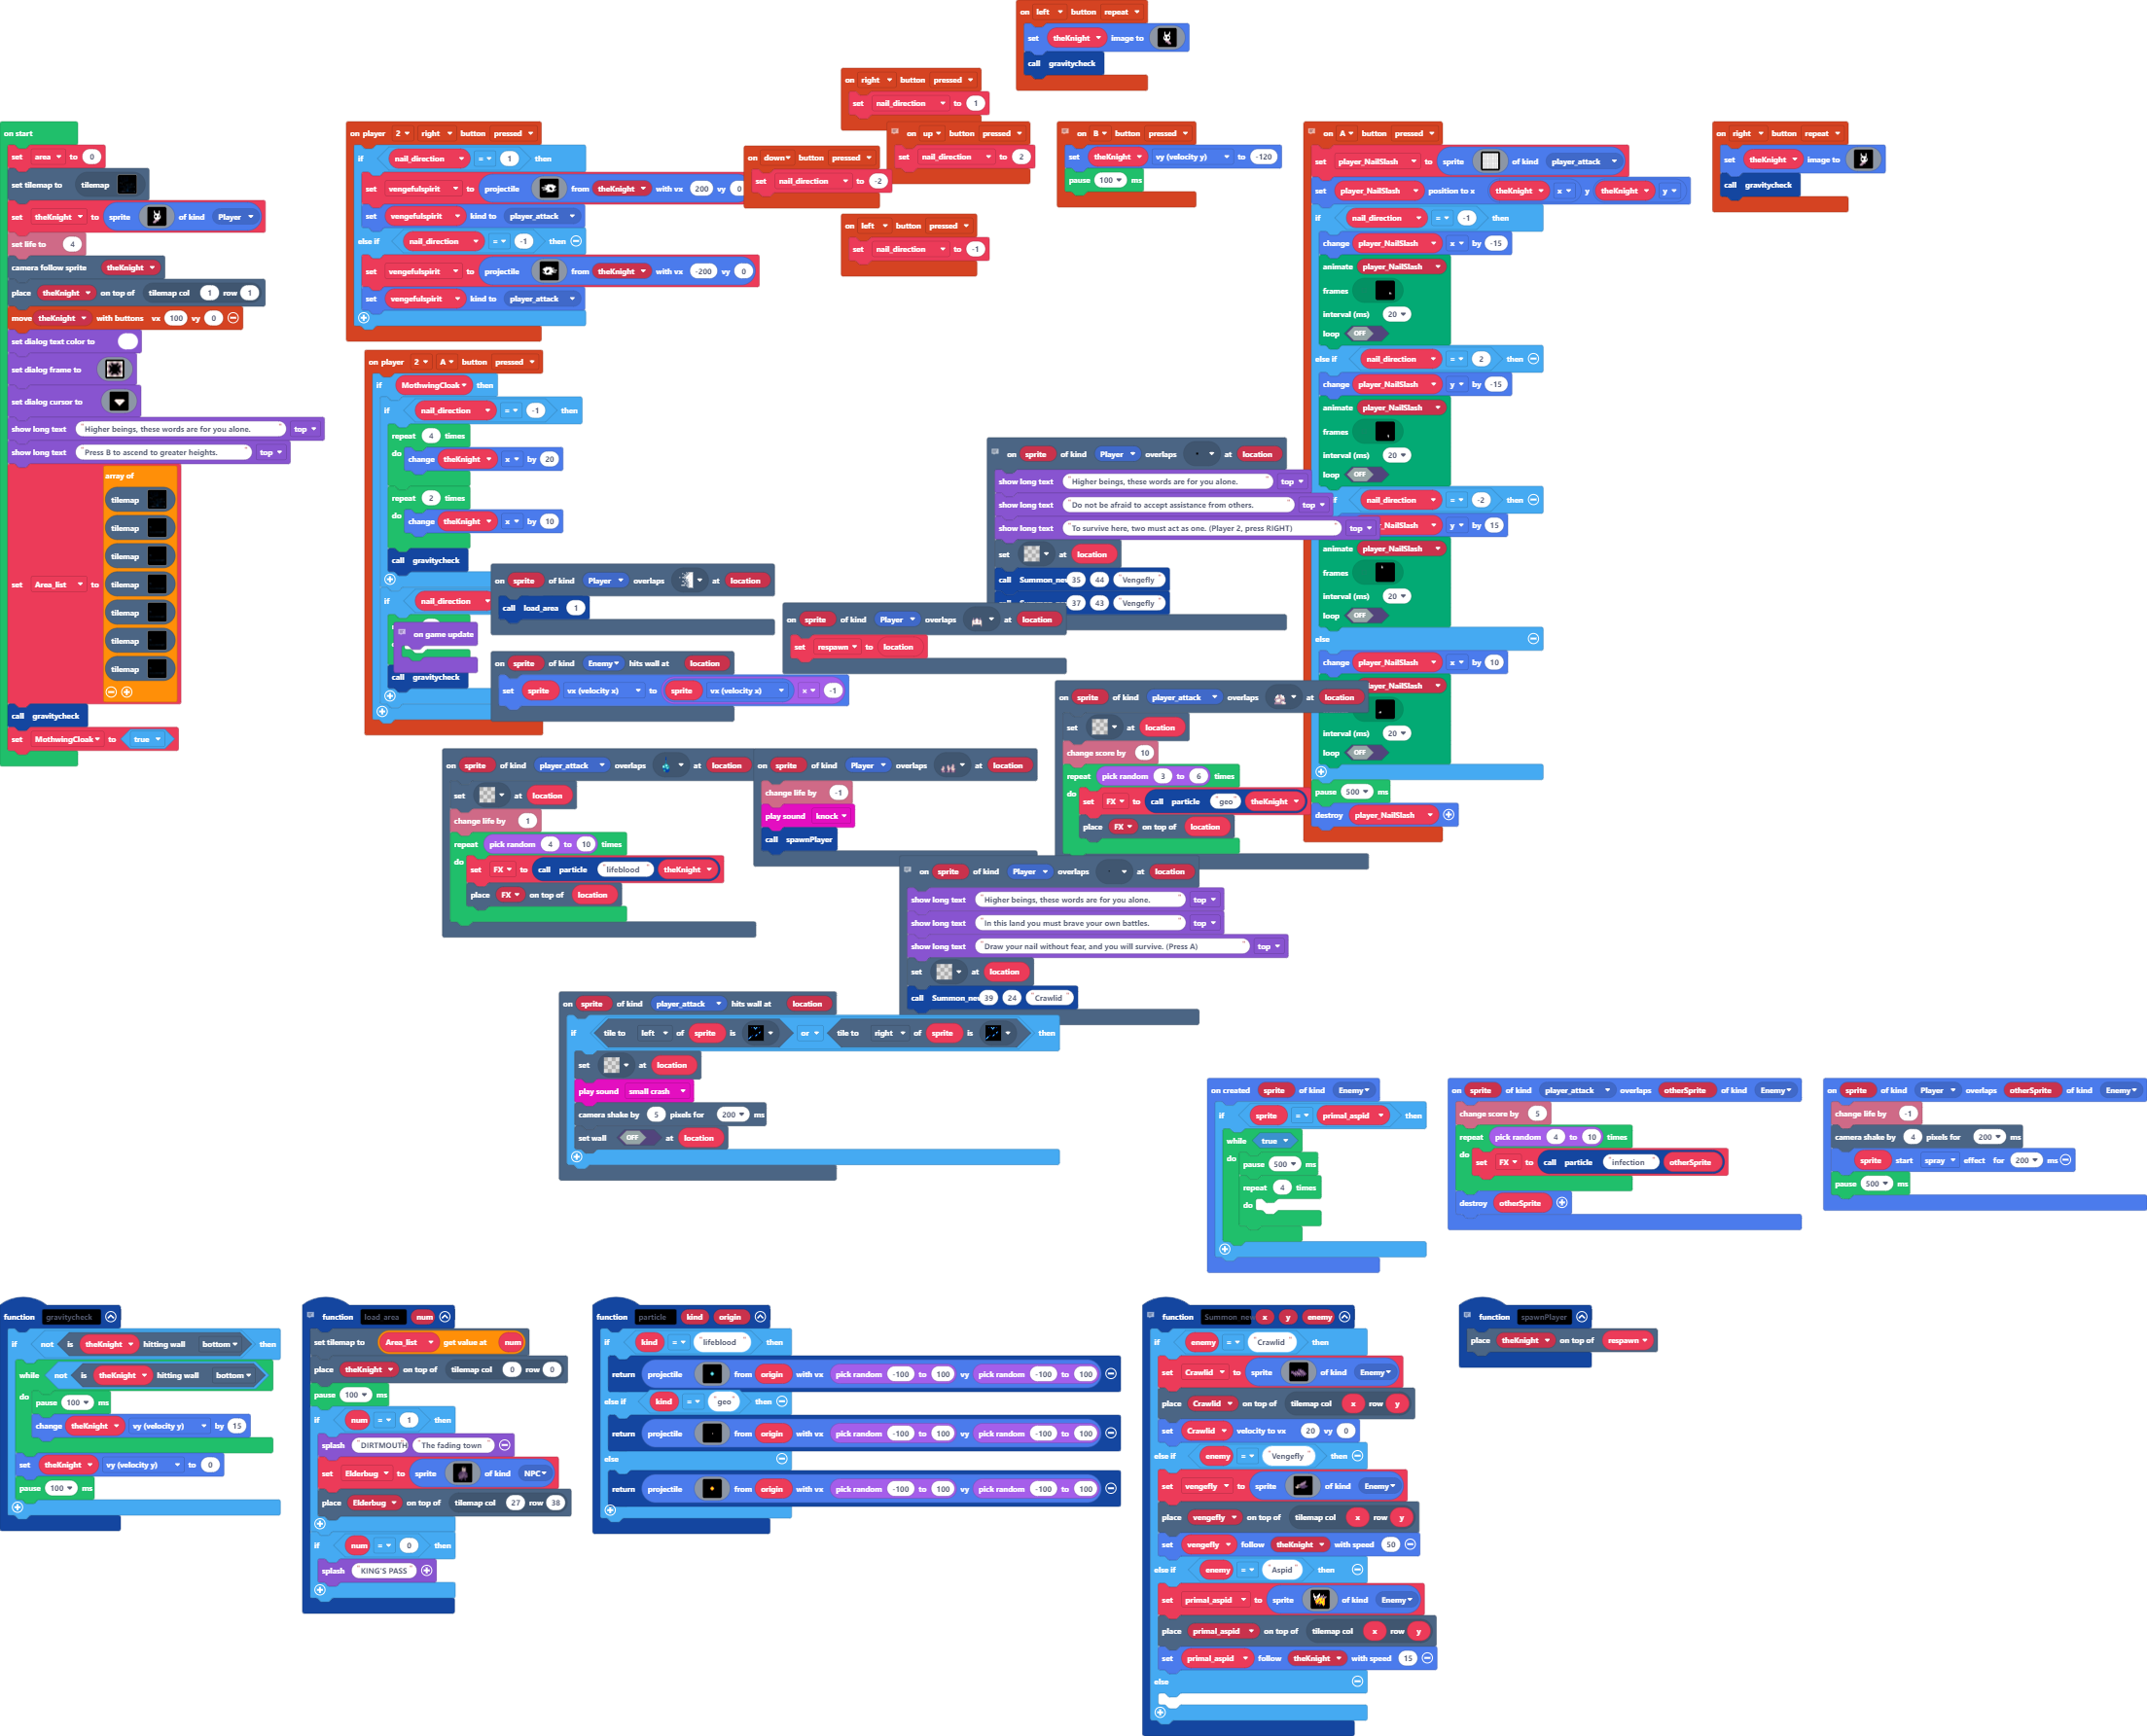 on left button repeat
set theKnight image to
call gravitycheck
on right button pressed
set nail_direction to 1
on up button pressed
set nail_direction to 2
on down button pressed
set nail_direction to -2
on left button pressed
set nail_direction to -1
on B button pressed
set theKnight vy (velocity y) to -120
pause 100 ms
on right button repeat
set theKnight image to
call gravitycheck
on start
set area to 0
set tilemap to tilemap
set theKnight to sprite of kind Player
set life to 4
camera follow sprite theKnight
place theKnight on top of tilemap col 1 row 1
move theKnight with buttons vx 100 vy 0
set dialog text color to
set dialog frame to
set dialog cursor to
show long text "Higher beings, these words are for you alone." top
show long text "Press B to ascend to greater heights." top
set Area_list to array of
tilemap
tilemap
tilemap
tilemap
tilemap
tilemap
tilemap
call gravitycheck
set MothwingCloak to true
on player 2 right button pressed
if nail_direction = 1 then
set vengefulspirit to projectile from theKnight with vx 200 vy 0
set vengefulspirit kind to player_attack
else if nail_direction = -1 then
set vengefulspirit to projectile from theKnight with vx -200 vy 0
set vengefulspirit kind to player_attack
on player 2 A button pressed
if MothwingCloak then
if nail_direction = -1 then
repeat 4 times
do change theKnight x by 20
repeat 2 times
do change theKnight x by 10
call gravitycheck
if nail_direction
call gravitycheck
on game update
on sprite of kind Player overlaps at location
call load_area 1
on sprite of kind Enemy hits wall at location
set sprite vx (velocity x) to sprite vx (velocity x) × -1
on sprite of kind Player overlaps at location
set respawn to location
on sprite of kind Player overlaps at location
show long text "Higher beings, these words are for you alone." top
show long text "Do not be afraid to accept assistance from others." top
show long text "To survive here, two must act as one. (Player 2, press RIGHT)" top
set at location
call Summon_ne 35 44 "Vengefly"
37 43 "Vengefly"
on A button pressed
set player_NailSlash to sprite of kind player_attack
set player_NailSlash position to x theKnight x y theKnight y
if nail_direction = -1 then
change player_NailSlash x by -15
animate player_NailSlash
frames
interval (ms) 20
loop OFF
else if nail_direction = 2 then
change player_NailSlash y by -15
animate player_NailSlash
frames
interval (ms) 20
loop OFF
nail_direction = -2 then
NailSlash y by 15
animate player_NailSlash
frames
interval (ms) 20
loop OFF
else
change player_NailSlash x by 10
layer_NailSlash
interval (ms) 20
loop OFF
pause 500 ms
destroy player_NailSlash
on sprite of kind player_attack overlaps at location
set at location
change score by 10
repeat pick random 3 to 6 times
do set FX to call particle "geo" theKnight
place FX on top of location
on sprite of kind player_attack overlaps at location
set at location
change life by 1
repeat pick random 4 to 10 times
do set FX to call particle "lifeblood" theKnight
place FX on top of location
on sprite of kind Player overlaps at location
change life by -1
play sound knock
call spawnPlayer
on sprite of kind Player overlaps at location
show long text "Higher beings, these words are for you alone." top
show long text "In this land you must brave your own battles." top
show long text "Draw your nail without fear, and you will survive. (Press A)" top
set at location
call Summon_ne 39 24 "Crawlid"
on sprite of kind player_attack hits wall at location
if tile to left of sprite is or tile to right of sprite is then
set at location
play sound small crash
camera shake by 5 pixels for 200 ms
set wall OFF at location
on created sprite of kind Enemy
if sprite = primal_aspid then
while true
do pause 500 ms
repeat 4 times
do
on sprite of kind player_attack overlaps otherSprite of kind Enemy
change score by 5
repeat pick random 4 to 10 times
do set FX to call particle "infection" otherSprite
destroy otherSprite
on sprite of kind Player overlaps otherSprite of kind Enemy
change life by -1
camera shake by 4 pixels for 200 ms
sprite start spray effect for 200 ms
pause 500 ms
function gravitycheck
if not is theKnight hitting wall bottom then
while not is theKnight hitting wall bottom
do pause 100 ms
change theKnight vy (velocity y) by 15
set theKnight vy (velocity y) to 0
pause 100 ms
function load_area num
set tilemap to Area_list get value at num
place theKnight on top of tilemap col 0 row 0
pause 100 ms
if num = 1 then
splash "DIRTMOUTH "The fading town"
set Elderbug to sprite of kind NPC
place Elderbug on top of tilemap col 27 row 38
if num = 0 then
splash "KING'S PASS"
function particle kind origin
if kind = "lifeblood" then
return projectile from origin with vx pick random -100 to 100 vy pick random -100 to 100
else if kind = "geo" then
return projectile from origin with vx pick random -100 to 100 vy pick random -100 to 100
else
return projectile from origin with vx pick random -100 to 100 vy pick random -100 to 100
function Summon_ne x y enemy
if enemy = "Crawlid" then
set Crawlid to sprite of kind Enemy
place Crawlid on top of tilemap col x row y
set Crawlid velocity to vx 20 vy 0
else if enemy = "Vengefly" then
set vengefly to sprite of kind Enemy
place vengefly on top of tilemap col x row y
set vengefly follow theKnight with speed 50
else if enemy = "Aspid" then
set primal_aspid to sprite of kind Enemy
place primal_aspid on top of tilemap col x row y
set primal_aspid follow theKnight with speed 15
else
function spawnPlayer
place theKnight on top of respawn